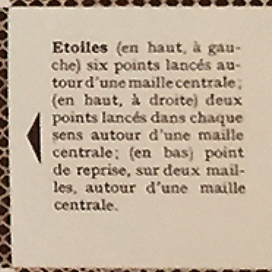 Etoiles (en haut, à gau-
che) six points lancés au-
tour d'une maille centrale;
(en haut, à droite) deux
points lancés dans chaque
sens autour d'une maille
centrale; (en bas) point
de reprise, sur deux mail-
les, autour d'une maille
centrale.